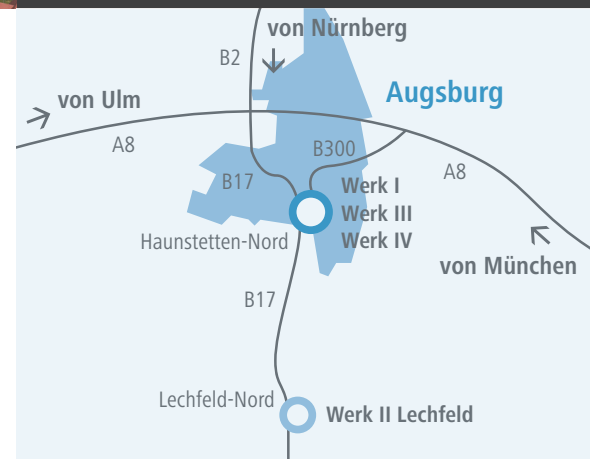 von Nürnberg
B2
von Ulm
Augsburg
A8
B300
A8
B17
Werk I
Werk III
Werk IV
Haunstetten-Nord
von München
B17
Lechfeld-Nord
Werk II Lechfeld